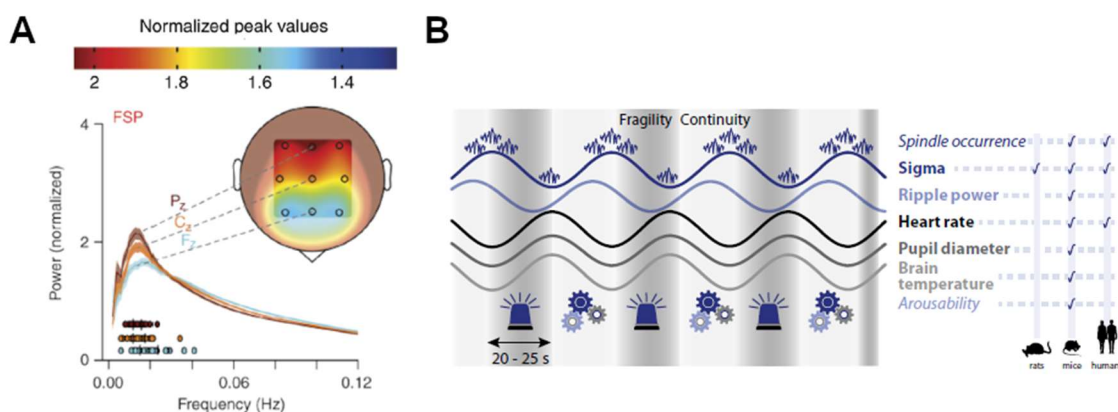 A
Normalized peak values
2 1.8 1.6 1.4
FSP
4
2
0
Power (normalized)
Pz
Cz
Fz
0.00 0.06 0.12
Frequency (Hz)
B
Fragility Continuity
20 - 25 s
Spindle occurrence
Sigma
Ripple power
Heart rate
Pupil diameter
Brain
temperature
Arousability
rats mice human